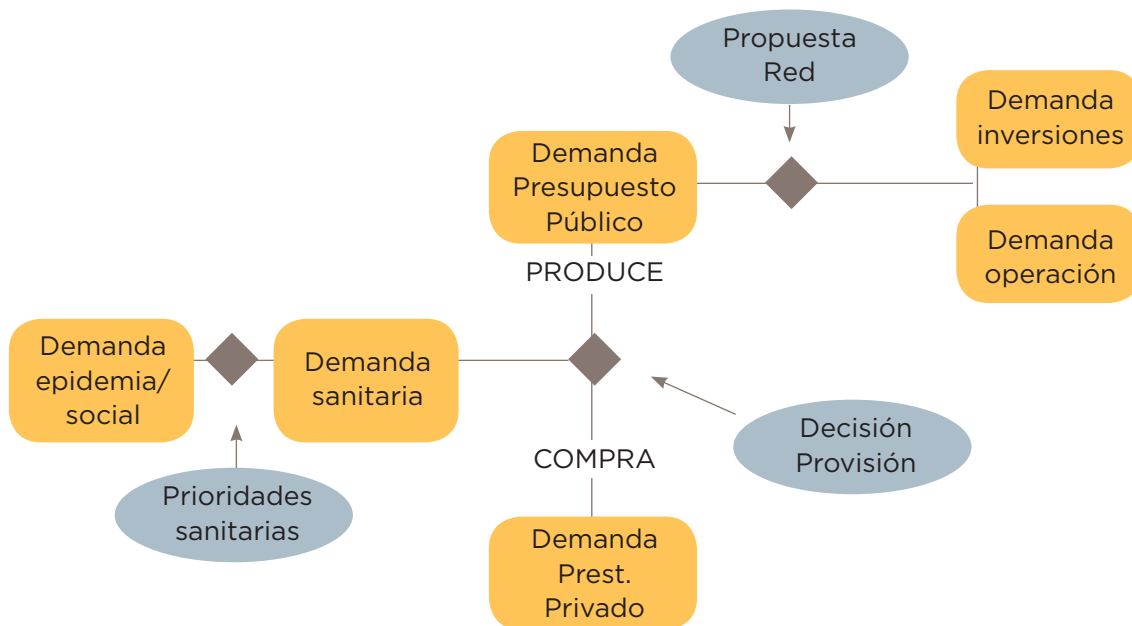 Propuesta
Red
Demanda
inversiones
Demanda
Presupuesto
Público
Demanda
operación
PRODUCE
Demanda
epidemia/
social
Demanda
sanitaria
Decisión
Provisión
COMPRA
Prioridades
sanitarias
Demanda
Prest.
Privado